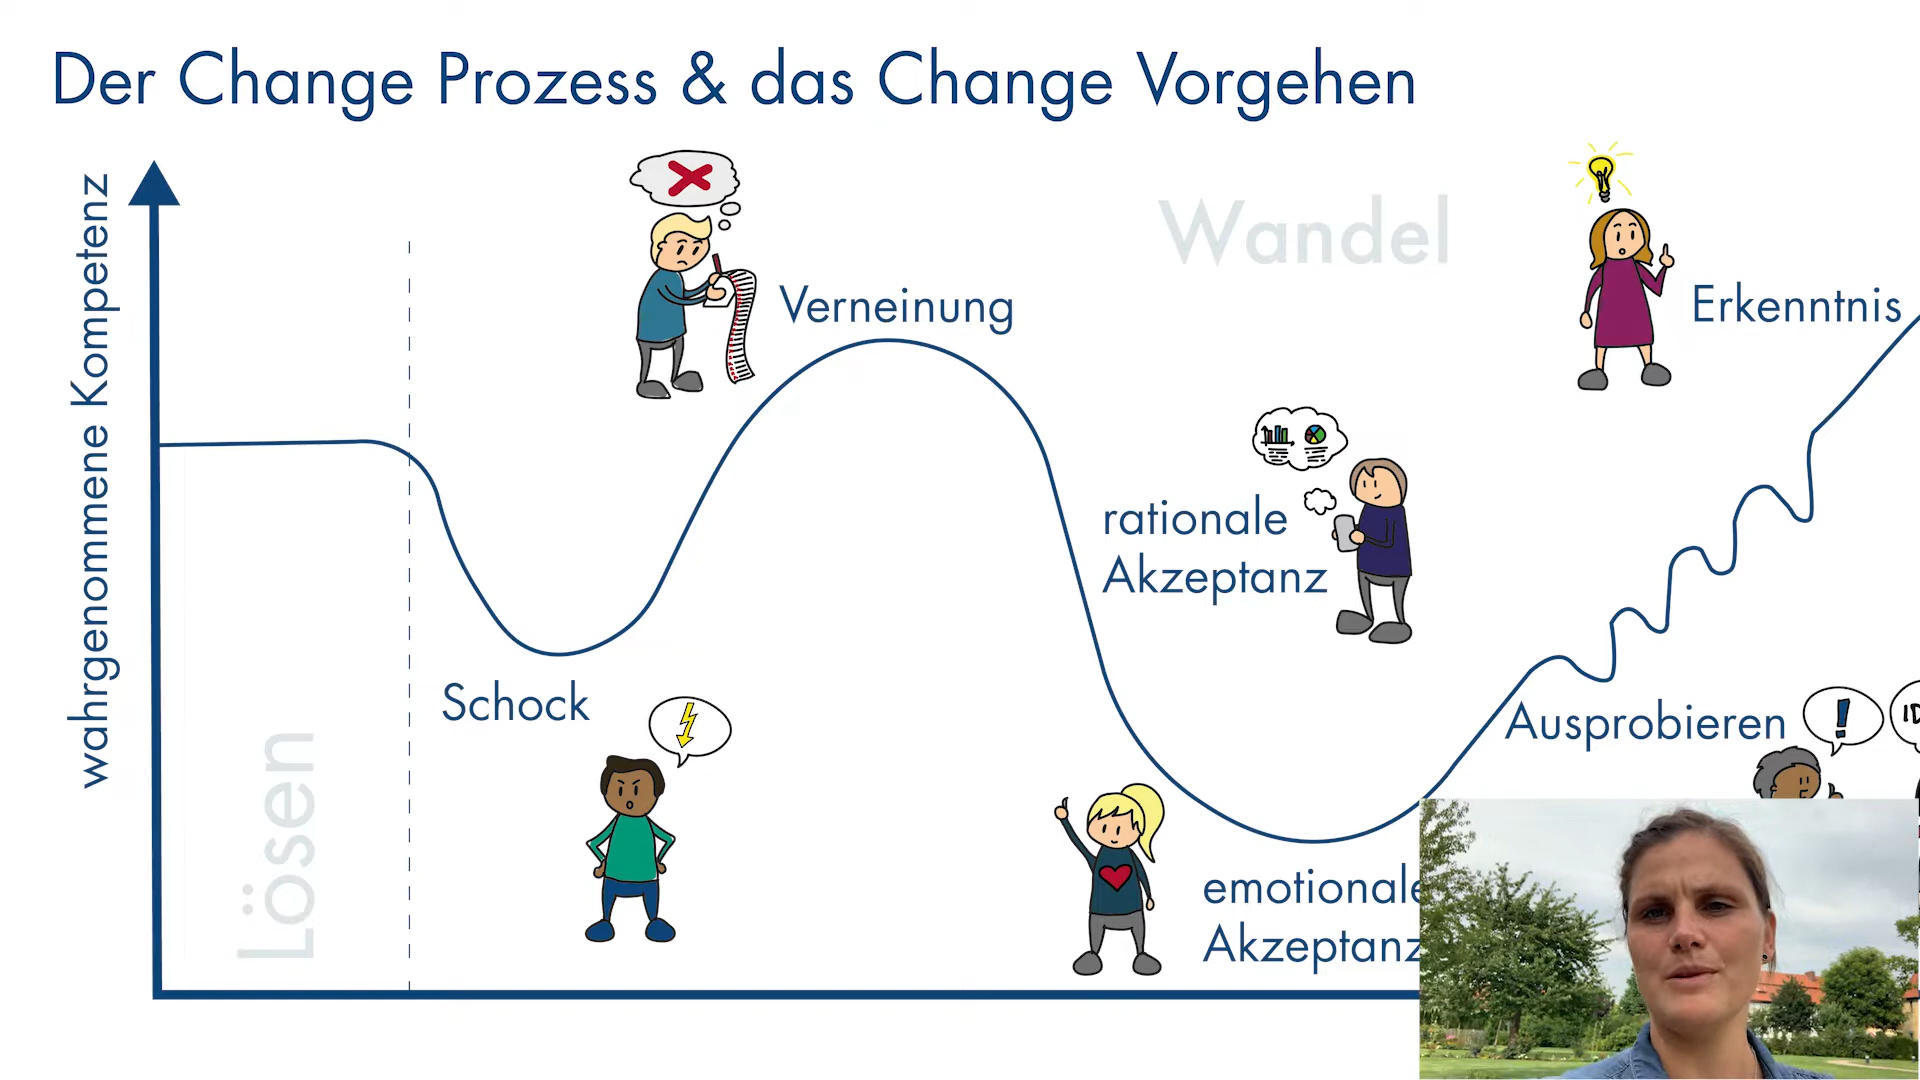 Der Change Prozess & das Change Vorgehen
wahrgenommene Kompetenz
Lösen
Schock
Verneinung
Wandel
rationale
Akzeptanz
emotionale
Akzeptanz
Ausprobieren
!
Erkenntnis